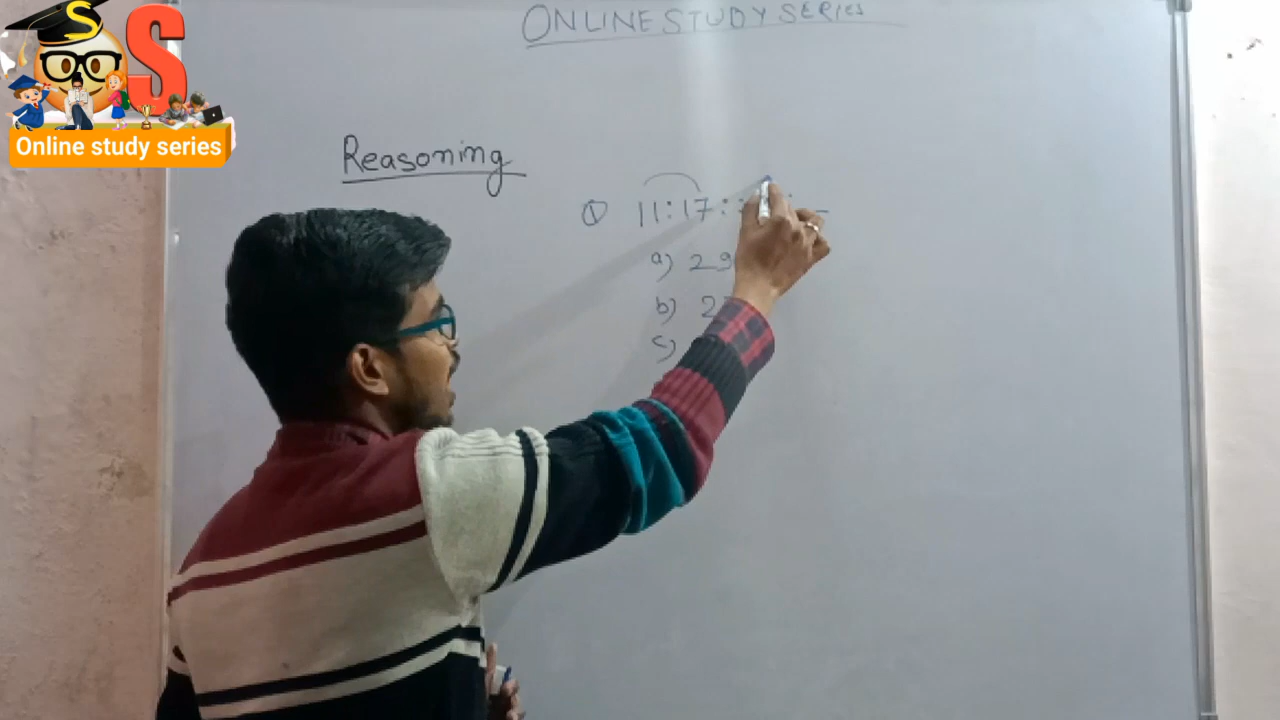 ONLINE STUDY SERIES
S
S
Online study series
Reasoning
① 11:17::
a) 29
b) 2
c)